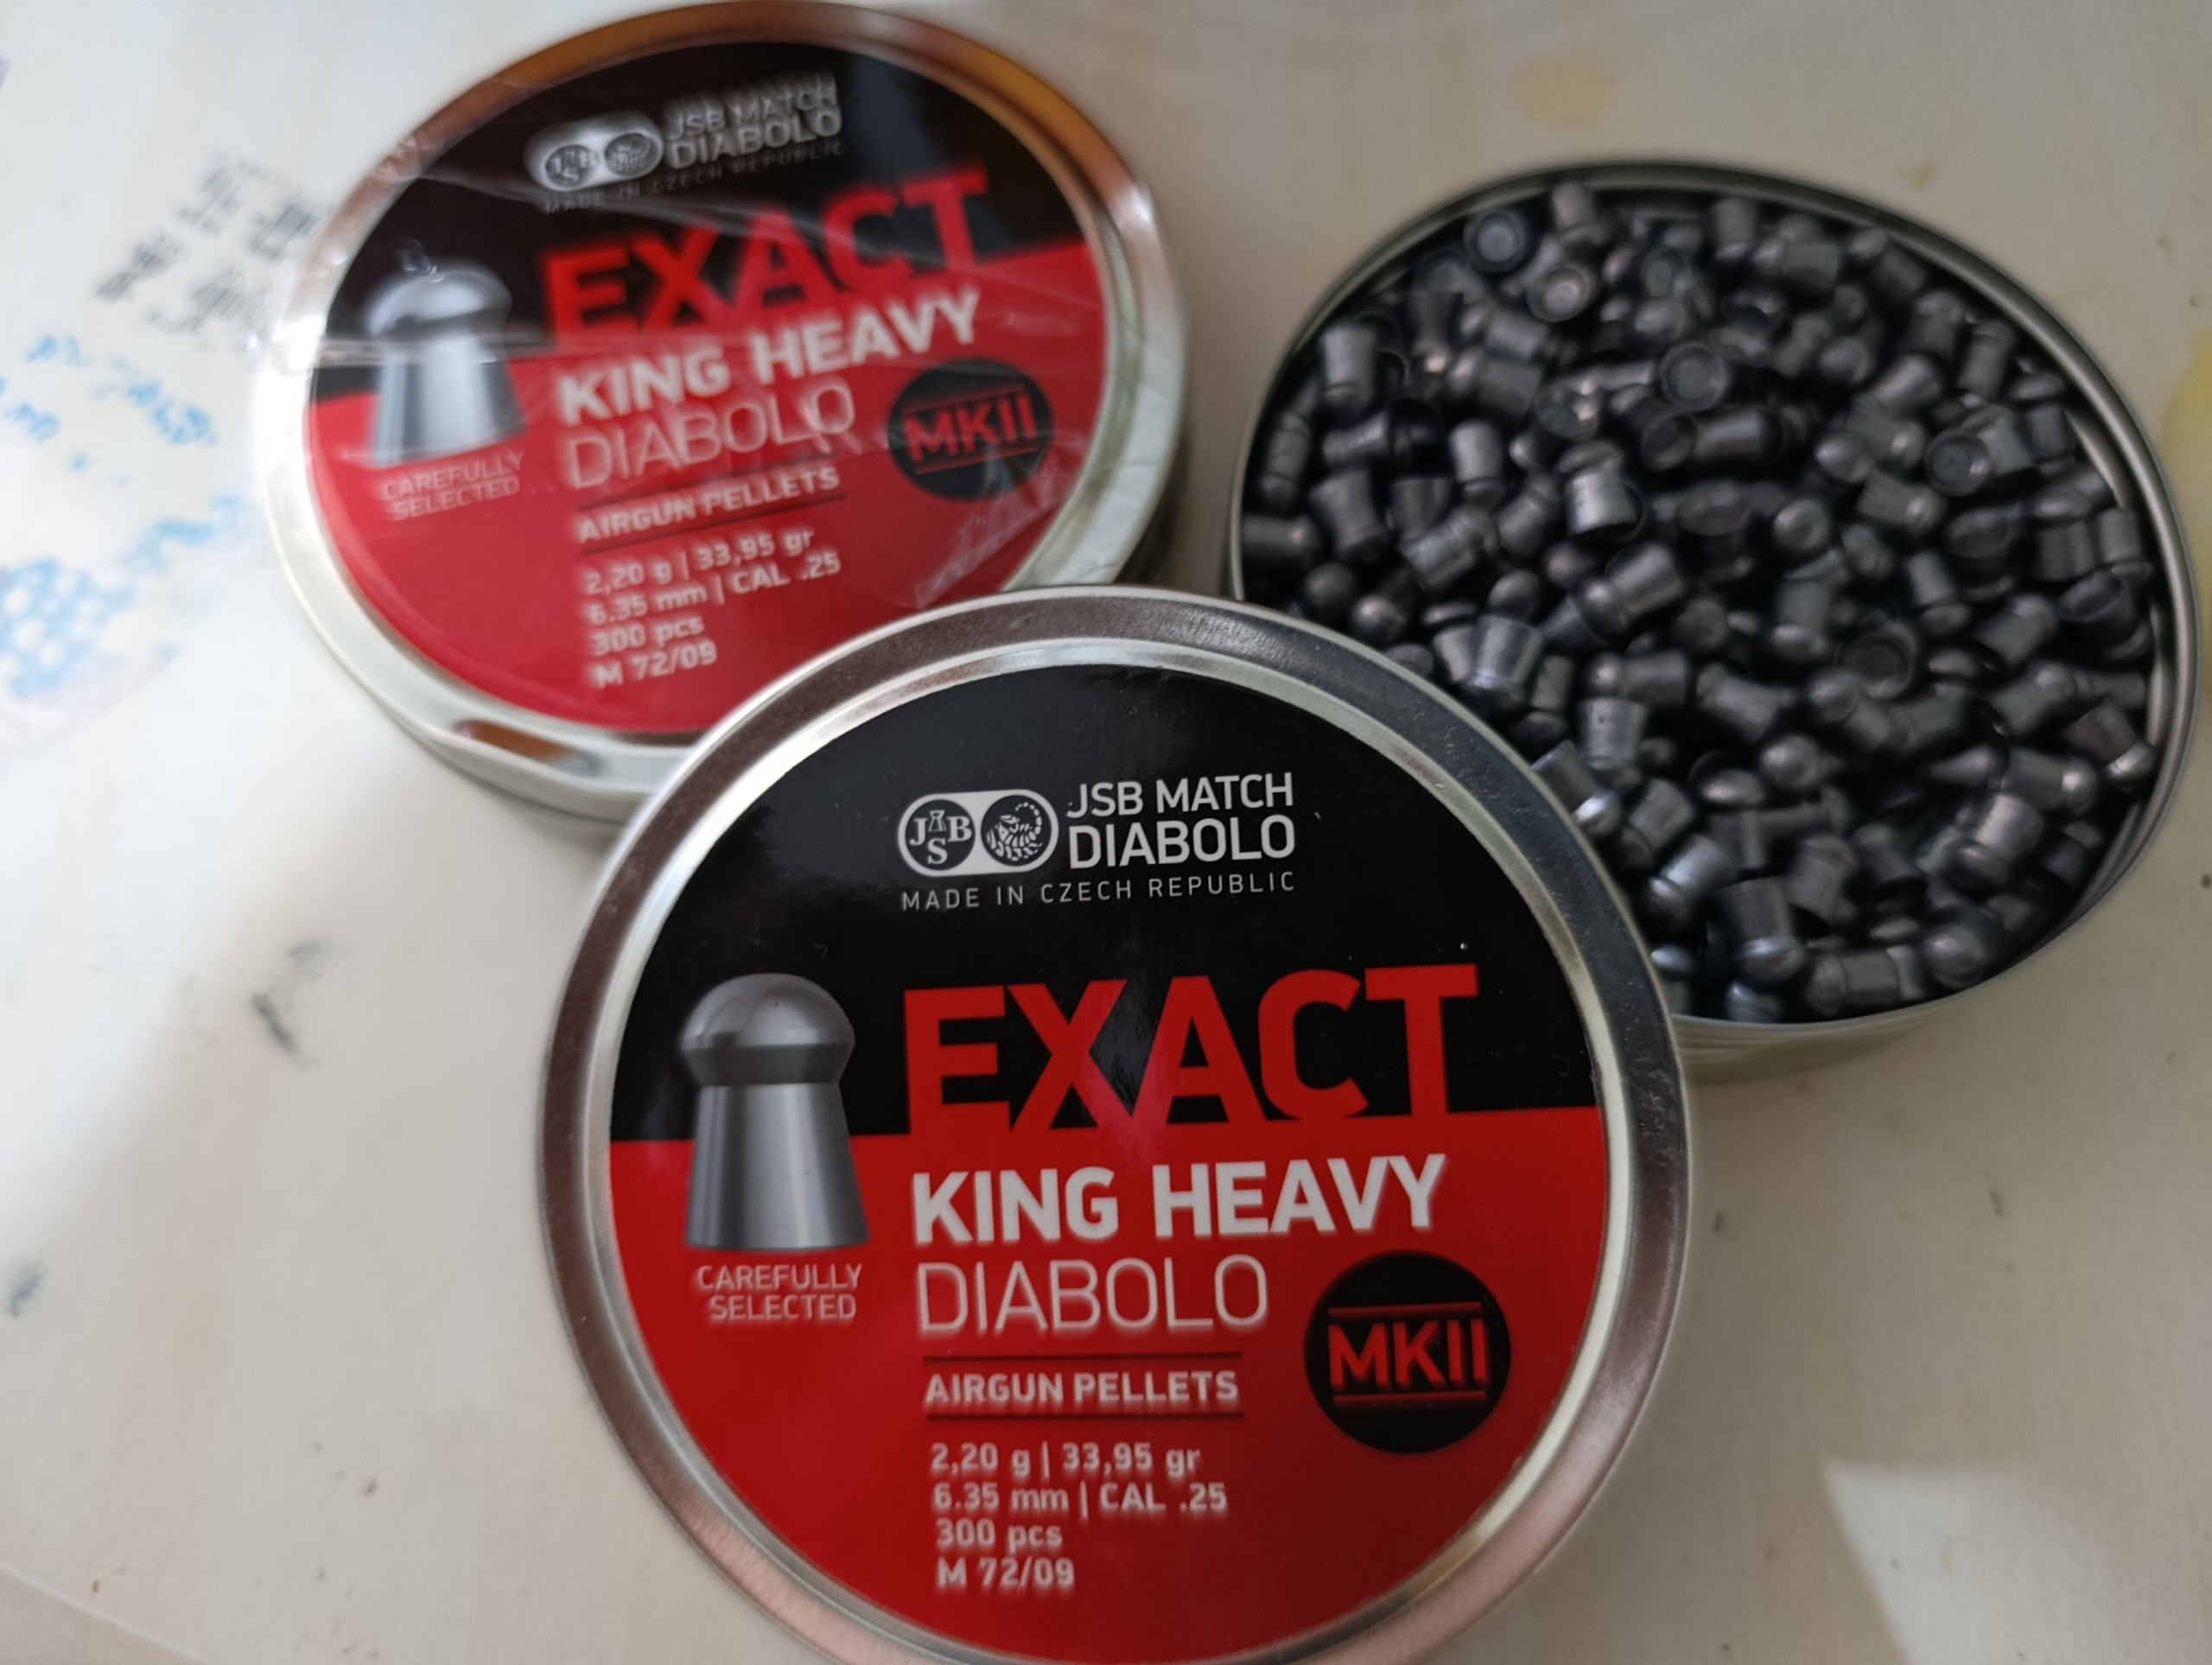 JSB MATCH
DIABOLO
MADE IN CZECH REPUBLIC
EXACT
KING HEAVY
DIABOLO
MKII
CAREFULLY
SELECTED
AIRGUN PELLETS
2,20 g | 33,95 gr
6.35 mm | CAL .25
300 pcs
M 72/09
JSB
JSB MATCH
DIABOLO
MADE IN CZECH REPUBLIC
EXACT
KING HEAVY
DIABOLO
CAREFULLY
SELECTED
MKII
AIRGUN PELLETS
2,20 g | 33,95 gr
6.35 mm | CAL .25
300 pcs
M 72/09